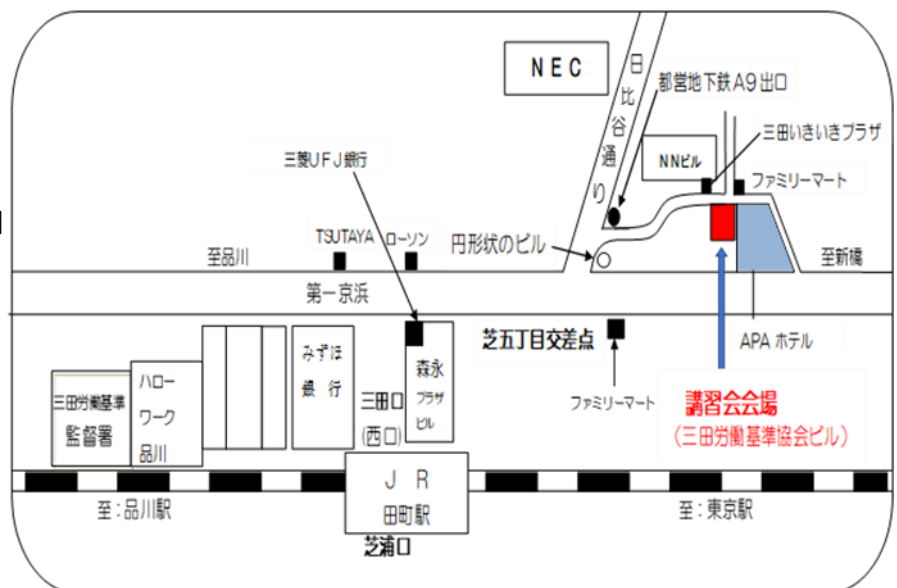 NEC
日比谷通り
都営地下鉄A9出口
三田いきいきプラザ
NNビル
ファミリーマート
三菱UFJ銀行
TSUTAYA
ローソン
円形状のビル
至品川
至新橋
第一京浜
芝五丁目交差点
APAホテル
みずほ
銀行
森永
プラザ
ビル
三田口
(西口)
ファミリーマート
講習会会場
(三田労働基準協会ビル)
三田労働基準
監督署
ハロー
ワーク
品川
JR
田町駅
至:品川駅
至:東京駅
芝浦口